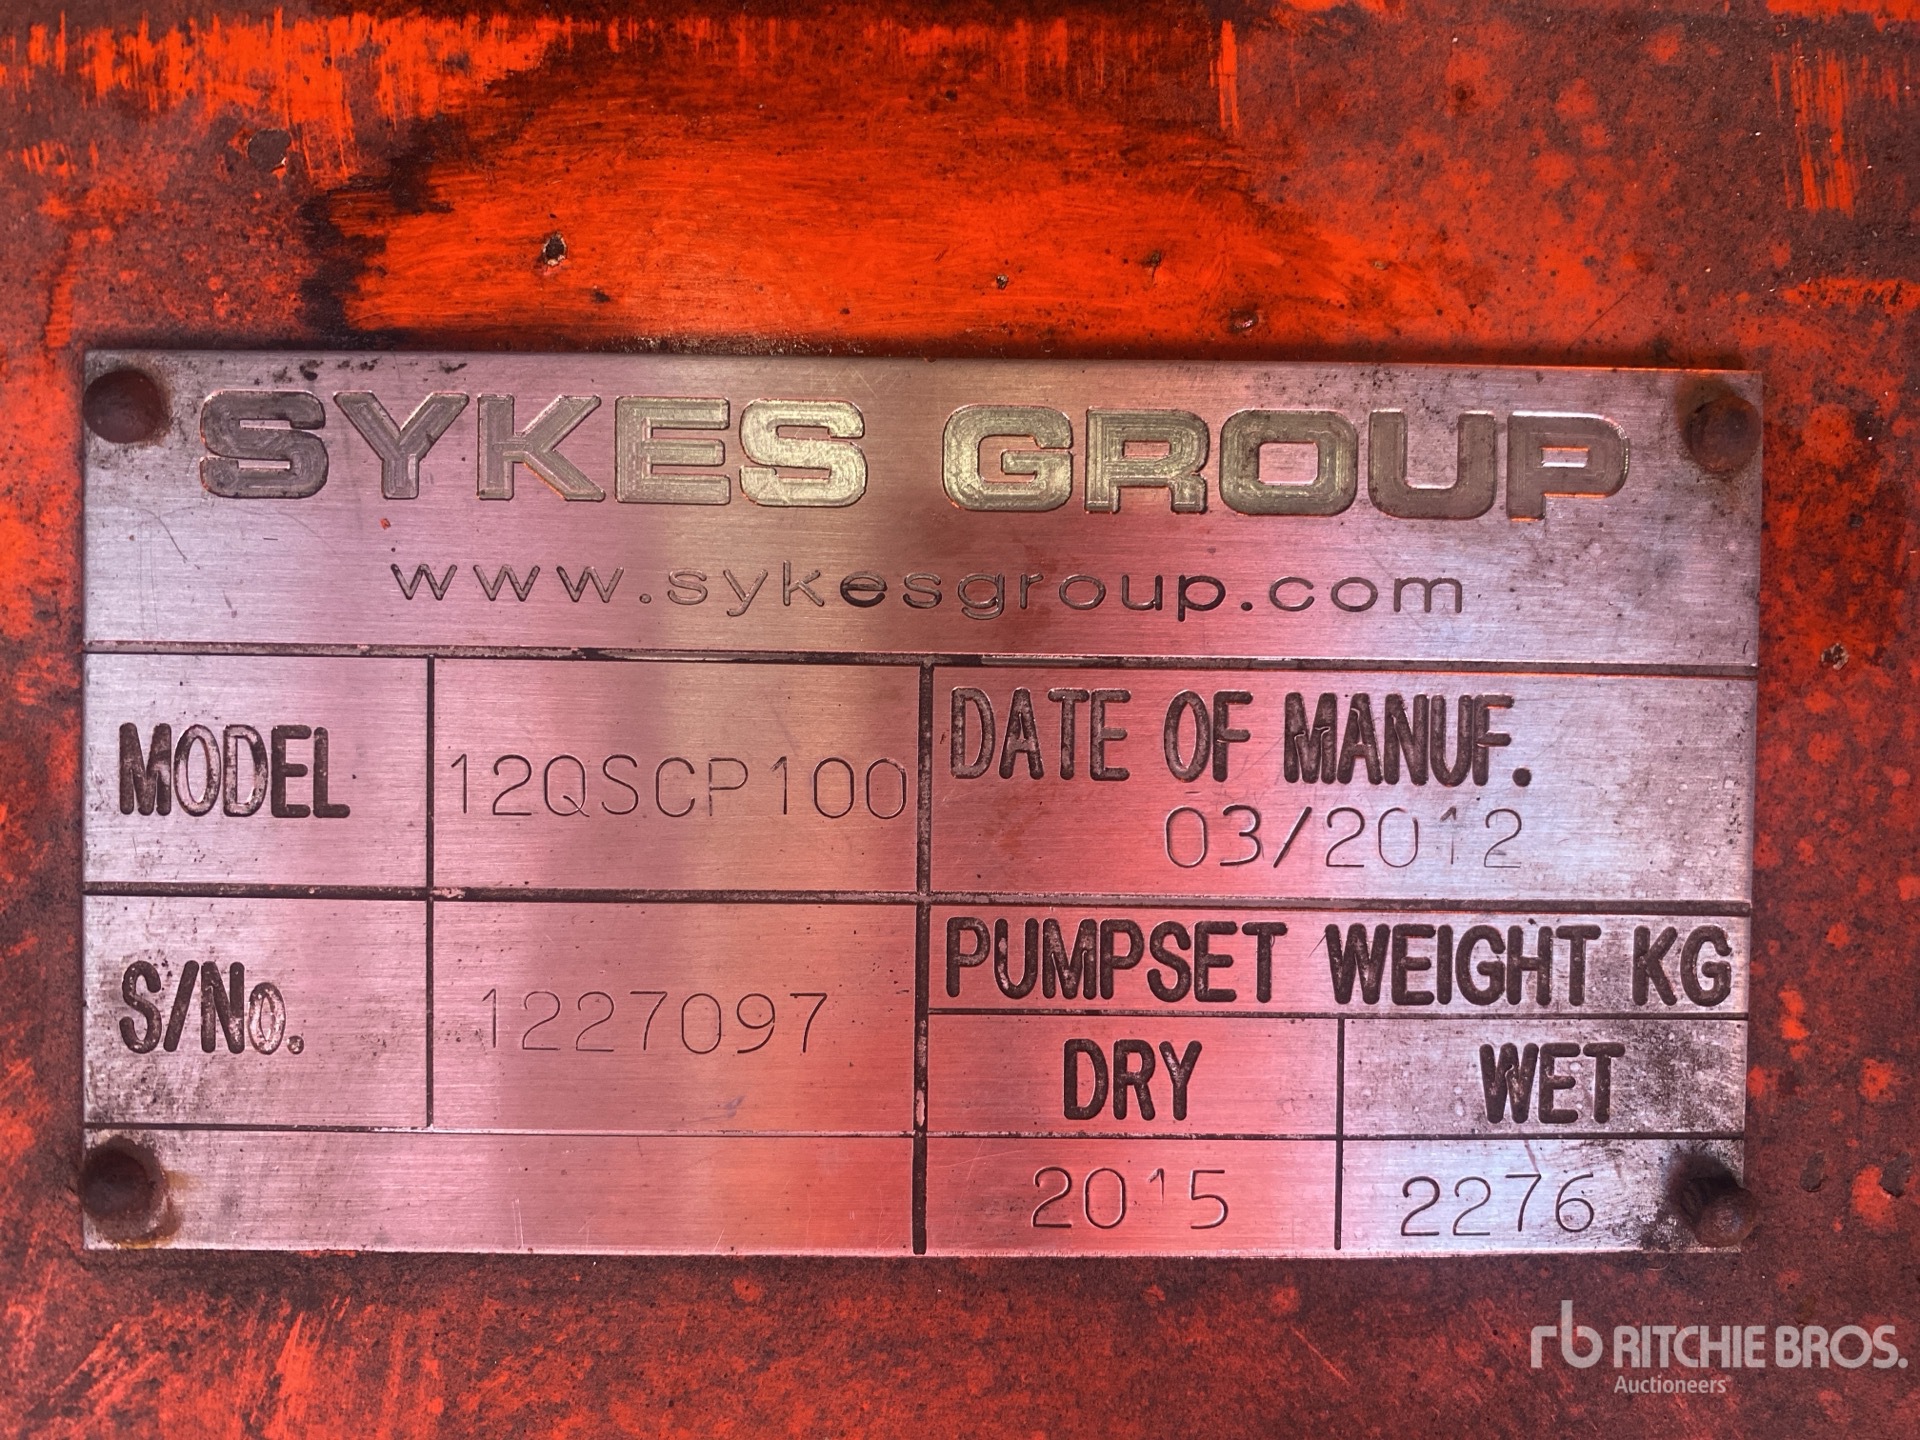 SYKES GROUP
www.sykesgroup.com
MODEL 12QSCP100
DATE OF MANUF.
03/2012
S/No. 1227097
PUMPSET WEIGHT KG
DRY WET
2015 2276
rb RITCHIE BROS.
Auctioneers